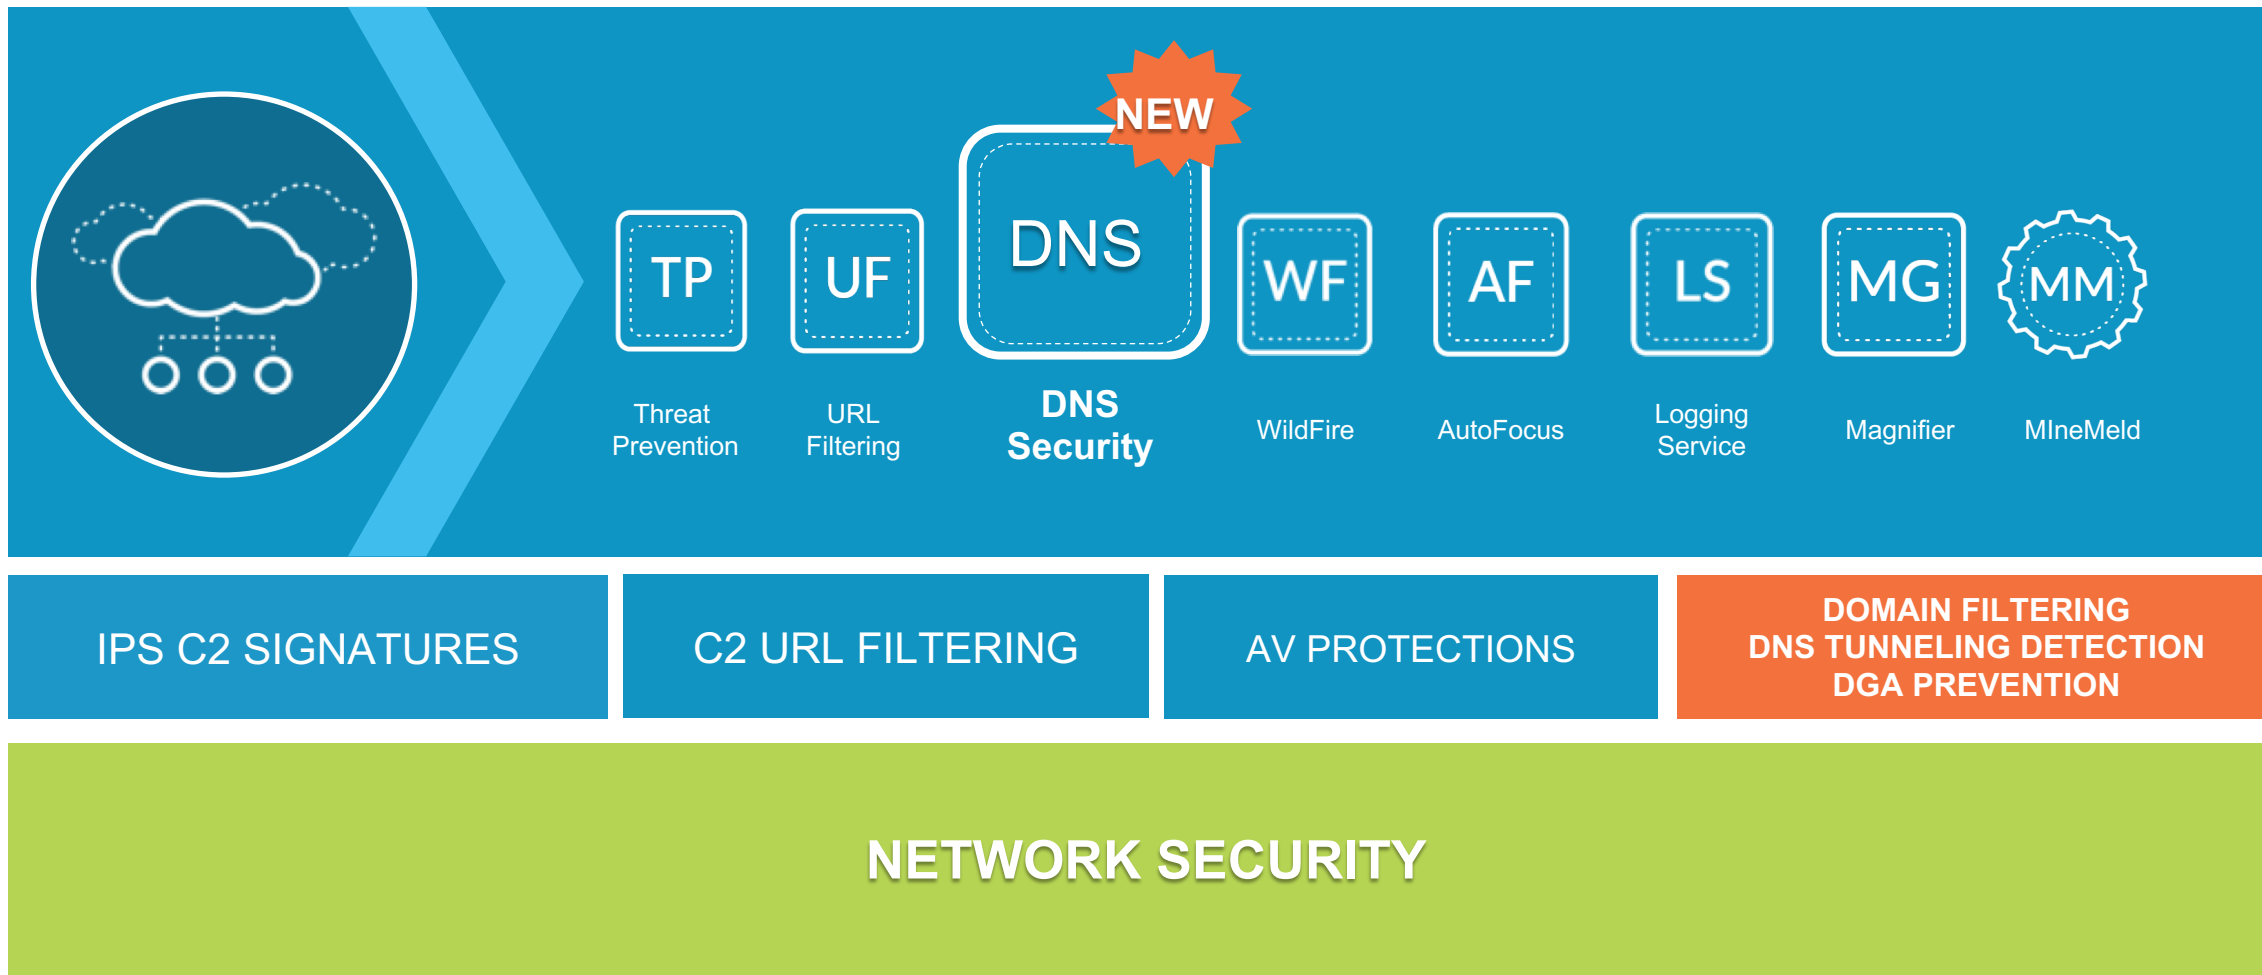 NEW
TP
UF
DNS
WF
AF
LS
MG
MM
Threat
Prevention
URL
Filtering
DNS
Security
WildFire
AutoFocus
Logging
Service
Magnifier
MIneMeld
IPS C2 SIGNATURES
C2 URL FILTERING
AV PROTECTIONS
DOMAIN FILTERING
DNS TUNNELING DETECTION
DGA PREVENTION
NETWORK SECURITY